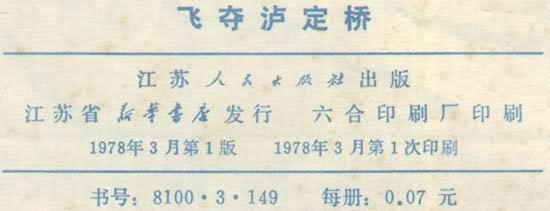 飞夺泸定桥
江苏人民出版社出版
江苏省新华书店发行 六合印刷厂印刷
1978年3月第1版 1978年3月第1次印刷
书号：8100·3·149 每册：0.07 元